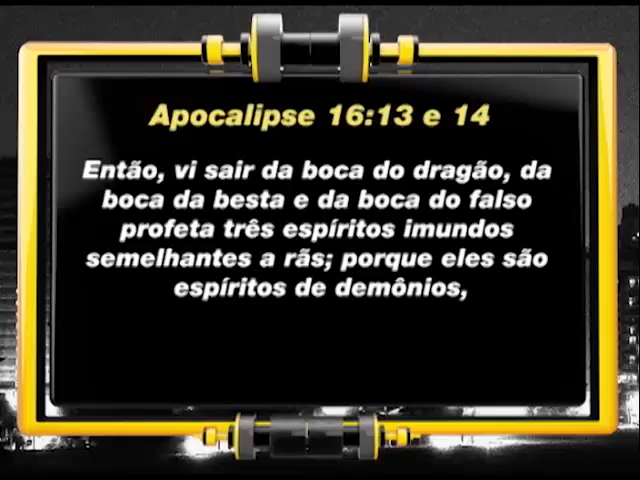 Apocalipse 16:13 e 14
Então, vi sair da boca do dragão, da
boca da besta e da boca do falso
profeta três espíritos imundos
semelhantes a rãs; porque eles são
espíritos de demônios,